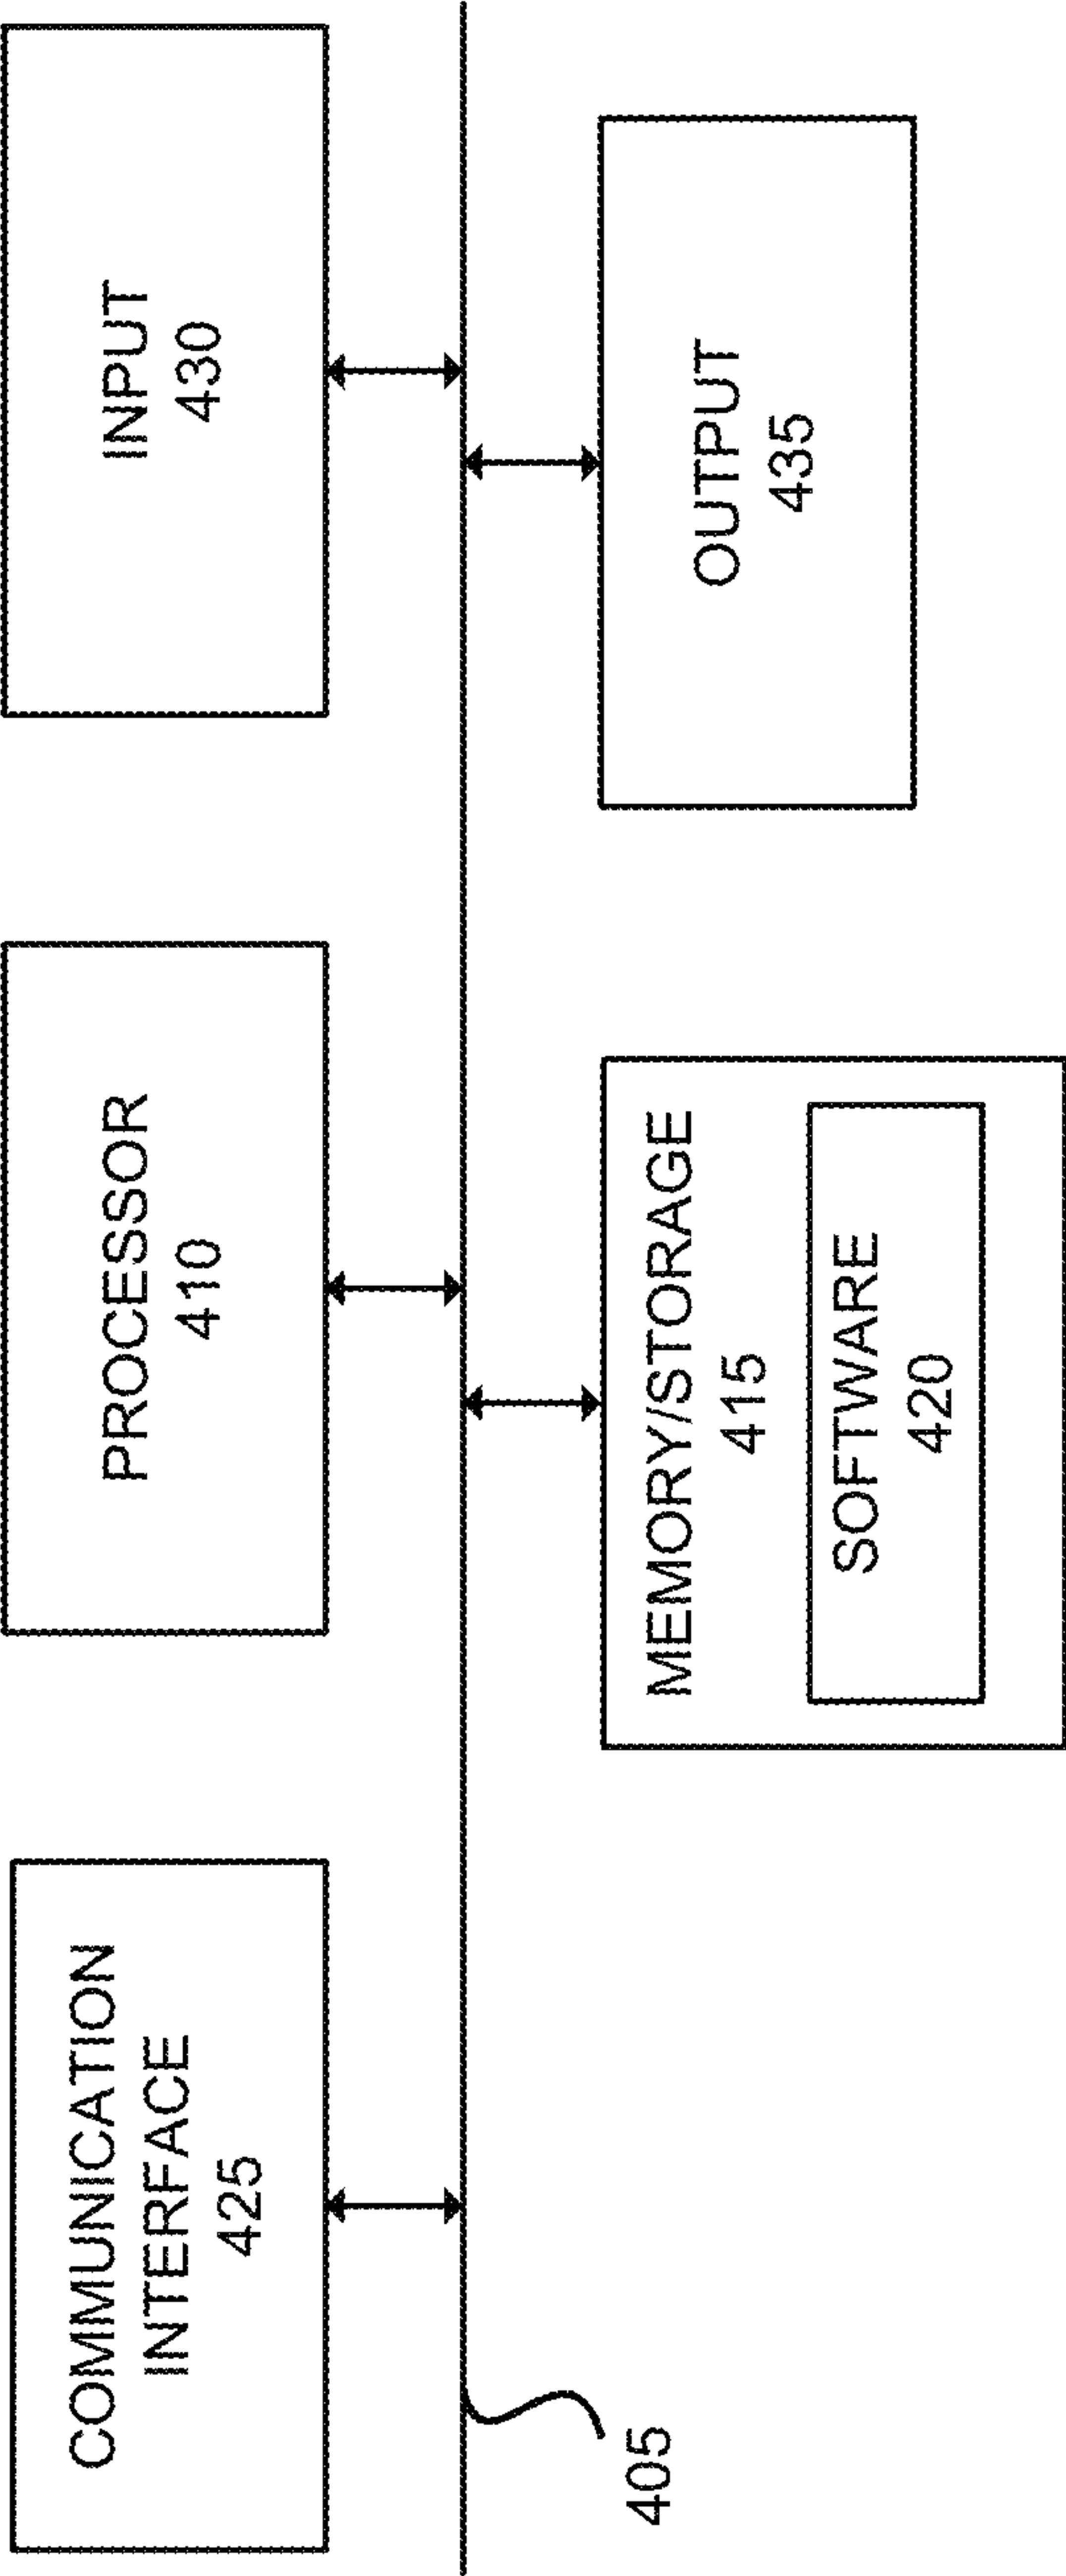 COMMUNICATION
INTERFACE
425
PROCESSOR
410
INPUT
430
405
MEMORY/STORAGE
415
SOFTWARE
420
OUTPUT
435